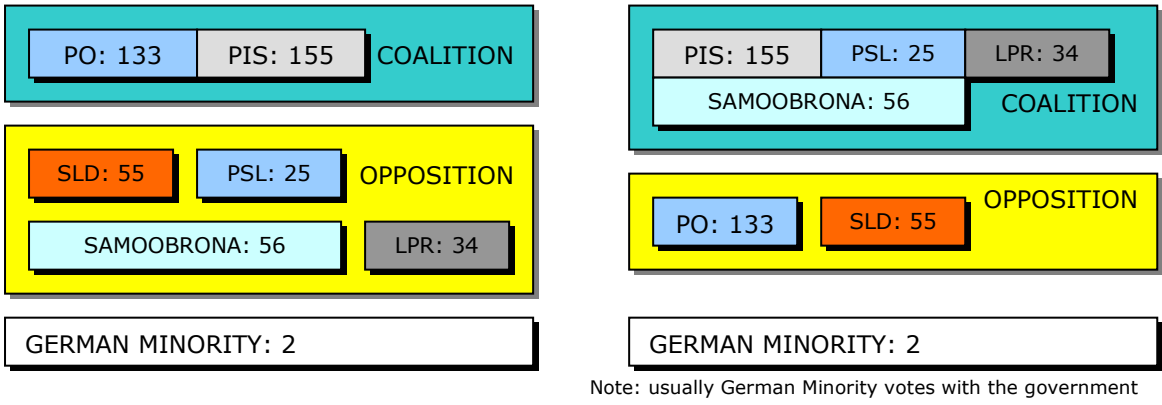 PO: 133 PIS: 155 COALITION
SLD: 55 PSL: 25 OPPOSITION
SAMOOBRONA: 56 LPR: 34
GERMAN MINORITY: 2
PIS: 155 PSL: 25 LPR: 34
SAMOOBRONA: 56 COALITION
OPPOSITION
PO: 133 SLD: 55
GERMAN MINORITY: 2
Note: usually German Minority votes with the government